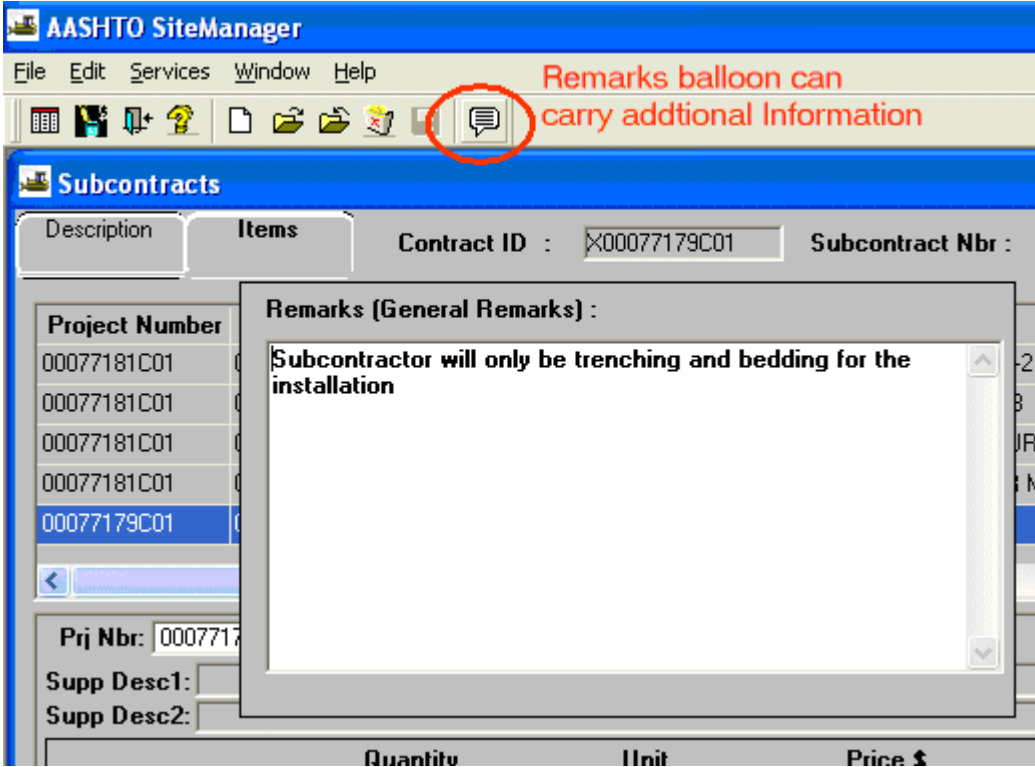 AASHTO SiteManager
File Edit Services Window Help
Remarks balloon can
carry addtional Information
Subcontracts
Description Items Contract ID : X00077179C01 Subcontract Nbr :
Project Number
Remarks (General Remarks) :
Subcontractor will only be trenching and bedding for the
installation
00077181C01
00077181C01
00077181C01
00077181C01
00077179C01
Prj Nbr: 0007717
Supp Desc1:
Supp Desc2:
Quantity Unit Price $